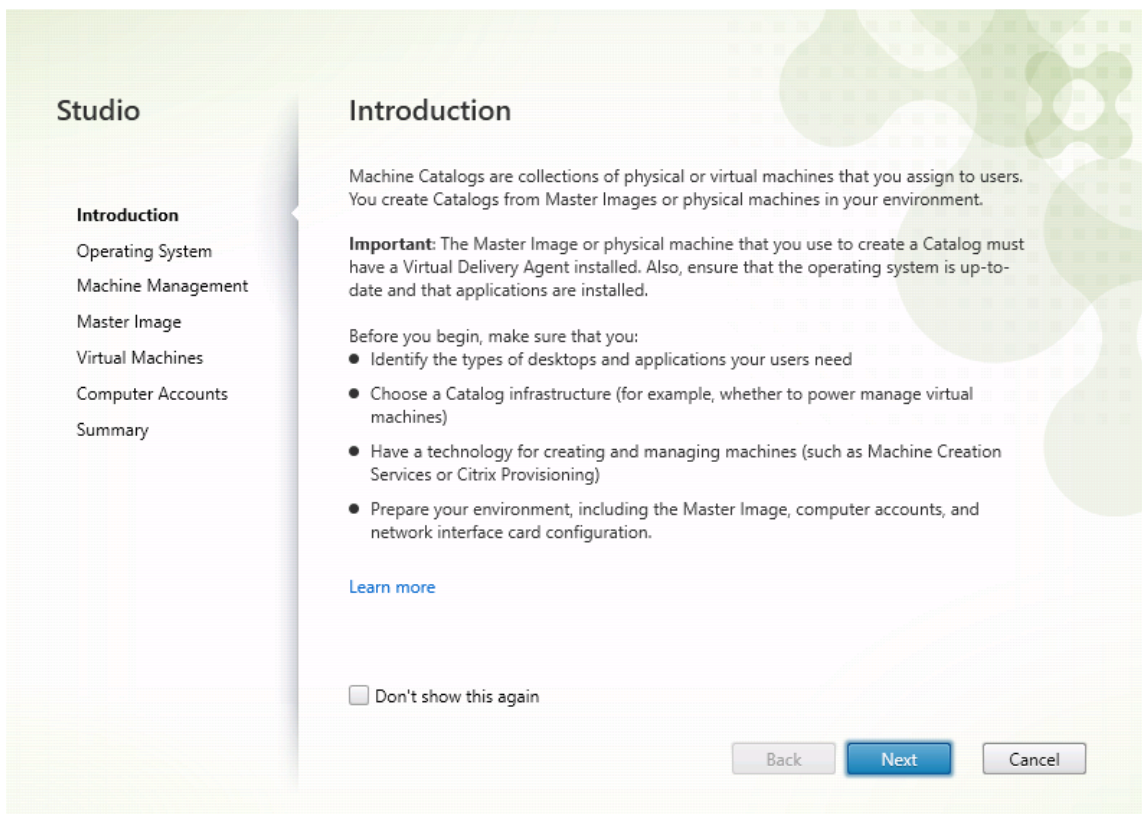 Studio
Introduction
Operating System
Machine Management
Master Image
Virtual Machines
Computer Accounts
Summary
Introduction
Machine Catalogs are collections of physical or virtual machines that you assign to users.
You create Catalogs from Master Images or physical machines in your environment.
Important: The Master Image or physical machine that you use to create a Catalog must
have a Virtual Delivery Agent installed. Also, ensure that the operating system is up-to-
date and that applications are installed.
Before you begin, make sure that you:
● Identify the types of desktops and applications your users need
● Choose a Catalog infrastructure (for example, whether to power manage virtual
machines)
● Have a technology for creating and managing machines (such as Machine Creation
Services or Citrix Provisioning)
● Prepare your environment, including the Master Image, computer accounts, and
network interface card configuration.
Learn more
Don't show this again
Back Next Cancel